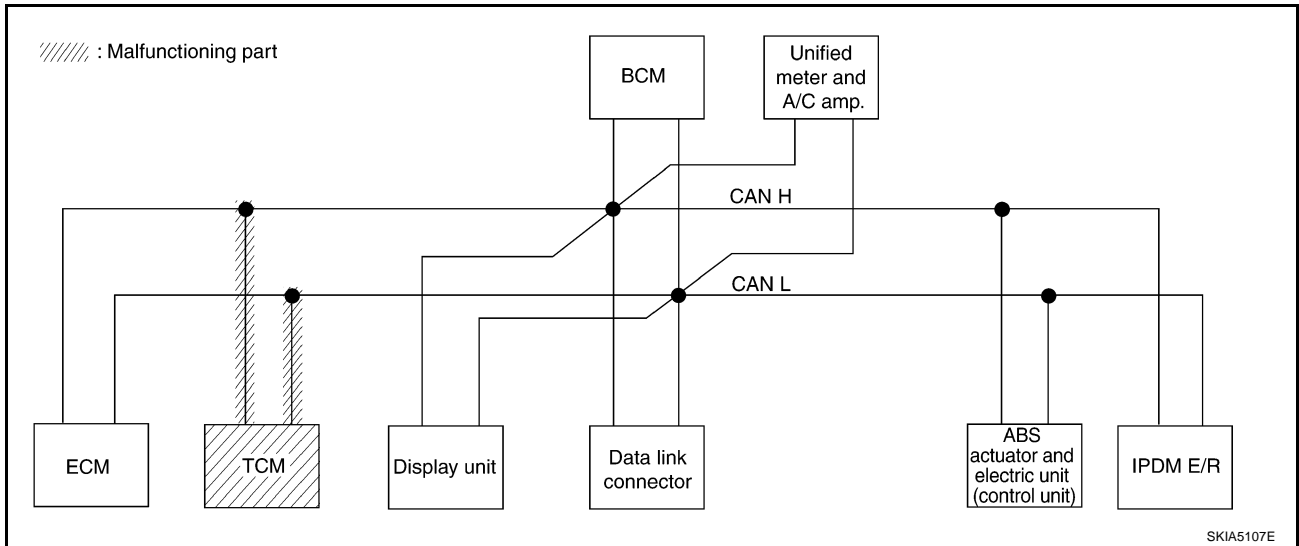 : Malfunctioning part
BCM
Unified
meter and
A/C amp.
CAN H
CAN L
ECM
TCM
Display unit
Data link
connector
ABS
actuator and
electric unit
(control unit)
IPDM E/R
SKIA5107E